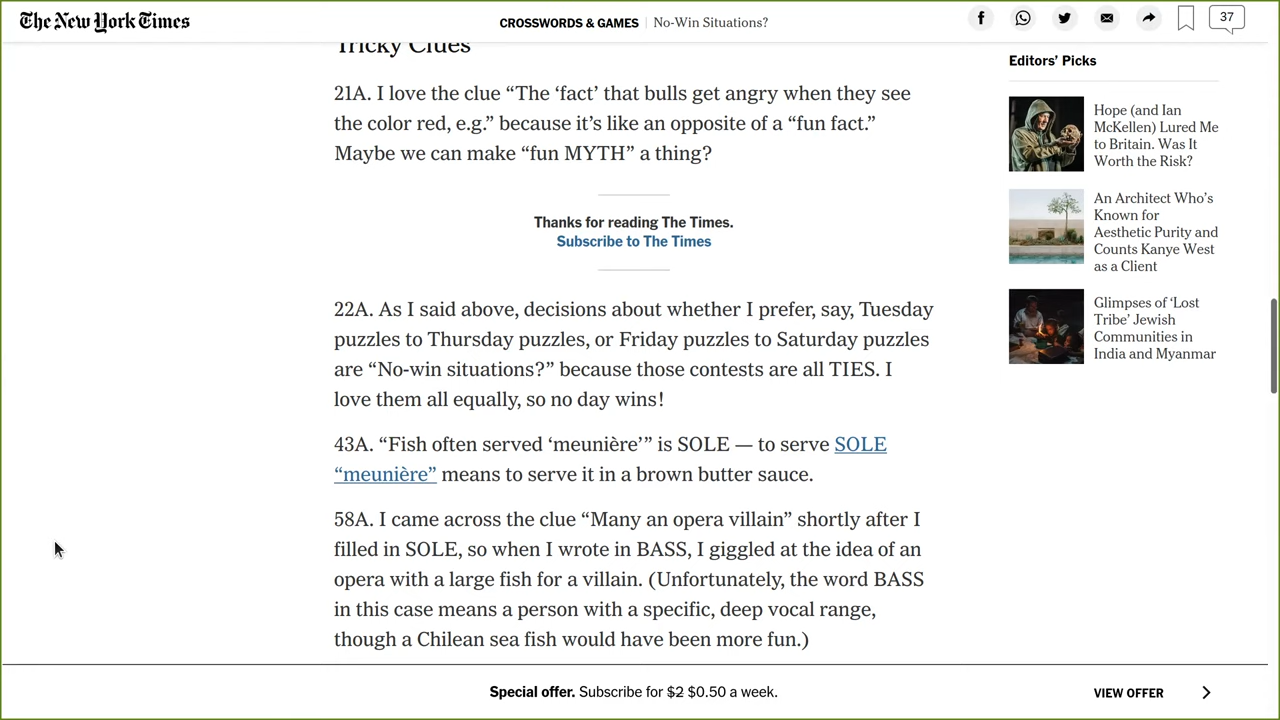 The New York Times
CROSSWORDS & GAMES | No-Win Situations?
37
Tricky Clues
21A. I love the clue “The ‘fact’ that bulls get angry when they see
the color red, e.g.” because it’s like an opposite of a “fun fact.”
Maybe we can make “fun MYTH” a thing?
Thanks for reading The Times.
Subscribe to The Times
22A. As I said above, decisions about whether I prefer, say, Tuesday
puzzles to Thursday puzzles, or Friday puzzles to Saturday puzzles
are “No-win situations?” because those contests are all TIES. I
love them all equally, so no day wins!
43A. “Fish often served ‘meunière’” is SOLE — to serve SOLE
“meunière” means to serve it in a brown butter sauce.
58A. I came across the clue “Many an opera villain” shortly after I
filled in SOLE, so when I wrote in BASS, I giggled at the idea of an
opera with a large fish for a villain. (Unfortunately, the word BASS
in this case means a person with a specific, deep vocal range,
though a Chilean sea fish would have been more fun.)
Editors’ Picks
Hope (and Ian
McKellen) Lured Me
to Britain. Was It
Worth the Risk?
An Architect Who’s
Known for
Aesthetic Purity and
Counts Kanye West
as a Client
Glimpses of ‘Lost
Tribe’ Jewish
Communities in
India and Myanmar
Special offer. Subscribe for $2 $0.50 a week.
VIEW OFFER